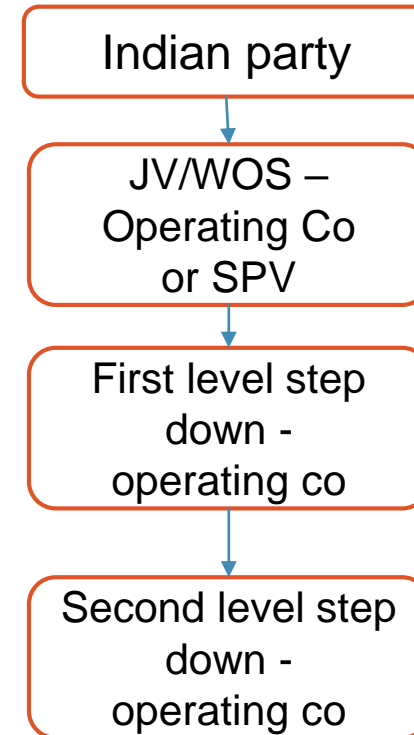 Indian party
JV/WOS –
Operating Co
or SPV
First level step
down -
operating co
Second level step
down -
operating co